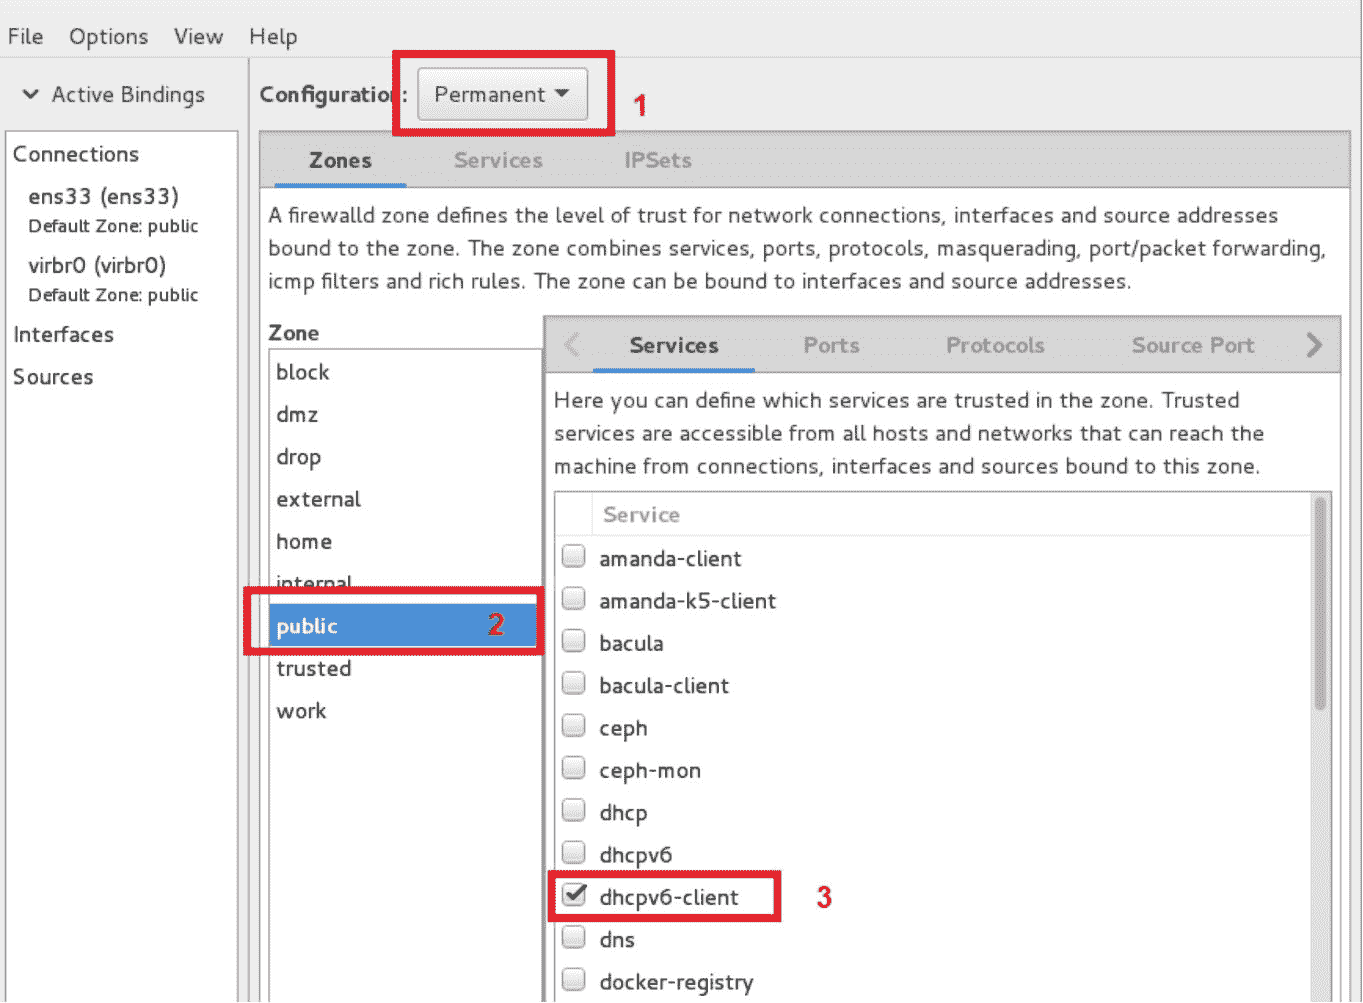 File Options View Help
Active Bindings
Configuration: Permanent
1
Connections
ens33 (ens33)
Default Zone: public
virbr0 (virbr0)
Default Zone: public
Interfaces
Sources
Zones Services IPSets
A firewalld zone defines the level of trust for network connections, interfaces and source addresses
bound to the zone. The zone combines services, ports, protocols, masquerading, port/packet forwarding,
icmp filters and rich rules. The zone can be bound to interfaces and source addresses.
Zone
block
dmz
drop
external
home
internal
public 2
trusted
work
Services Ports Protocols Source Port
Here you can define which services are trusted in the zone. Trusted
services are accessible from all hosts and networks that can reach the
machine from connections, interfaces and sources bound to this zone.
Service
amanda-client
amanda-k5-client
bacula
bacula-client
ceph
ceph-mon
dhcp
dhcpv6
dhcpv6-client 3
dns
docker-registry